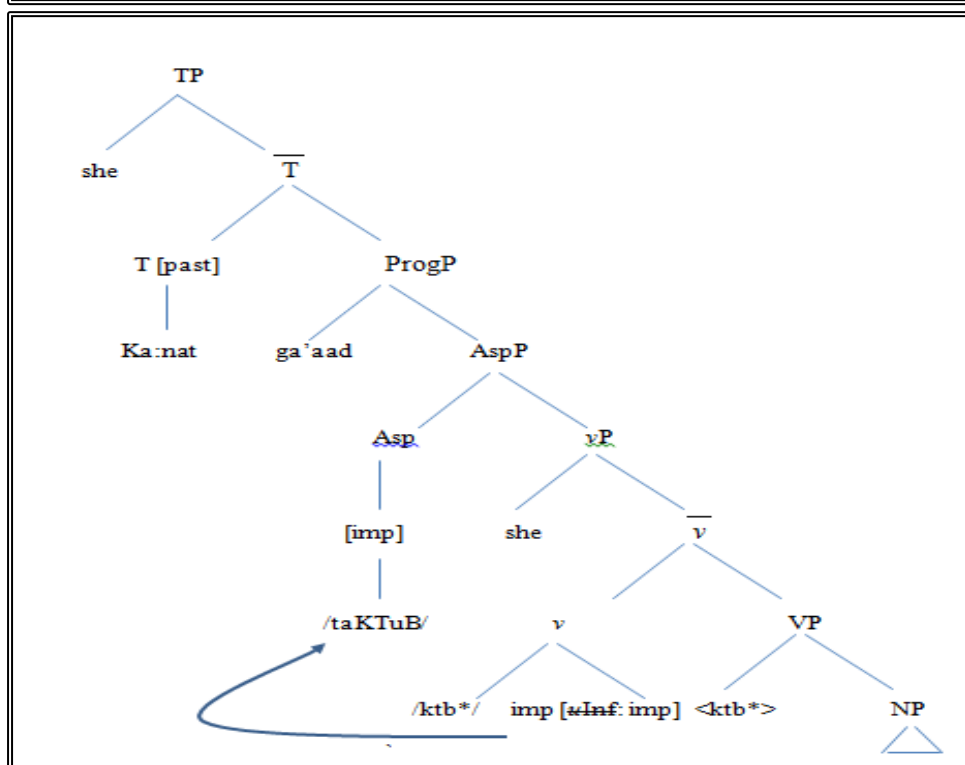 TP
she T
T [past] ProgP
Ka:nat ga’aad AspP
Asp vP
[imp] she v
/taKTuB/ v VP
/ktb*/ imp [uInf: imp] <ktb*> NP